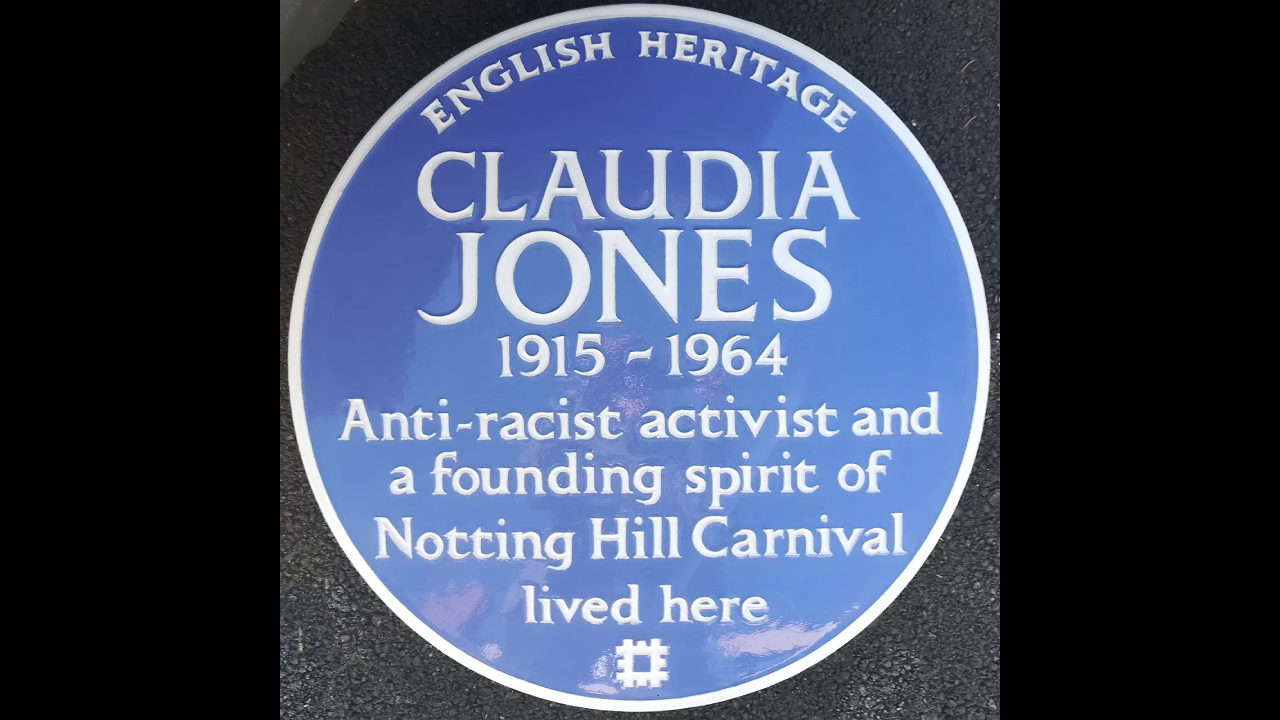 ENGLISH HERITAGE
CLAUDIA
JONES
1915 - 1964
Anti-racist activist and
a founding spirit of
Notting Hill Carnival
lived here